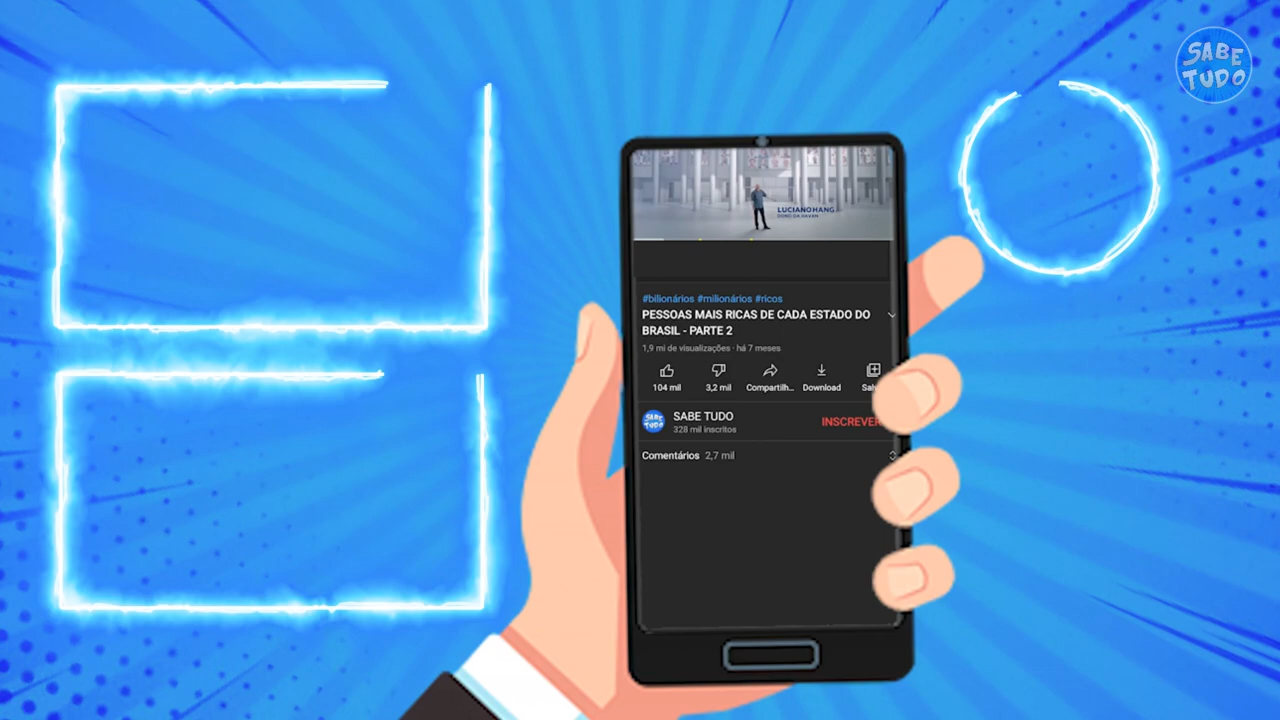 SABE
TUDO
LUCIANO HANG
DONO DA HAVAN
#bilionários #milionários #ricos
PESSOAS MAIS RICAS DE CADA ESTADO DO
BRASIL - PARTE 2
1,9 mi de visualizações · há 7 meses
104 mil 3,2 mil Compartilh... Download Sal
SABE
TUDO
SABE TUDO
INSCREVER
328 mil inscritos
Comentários 2,7 mil